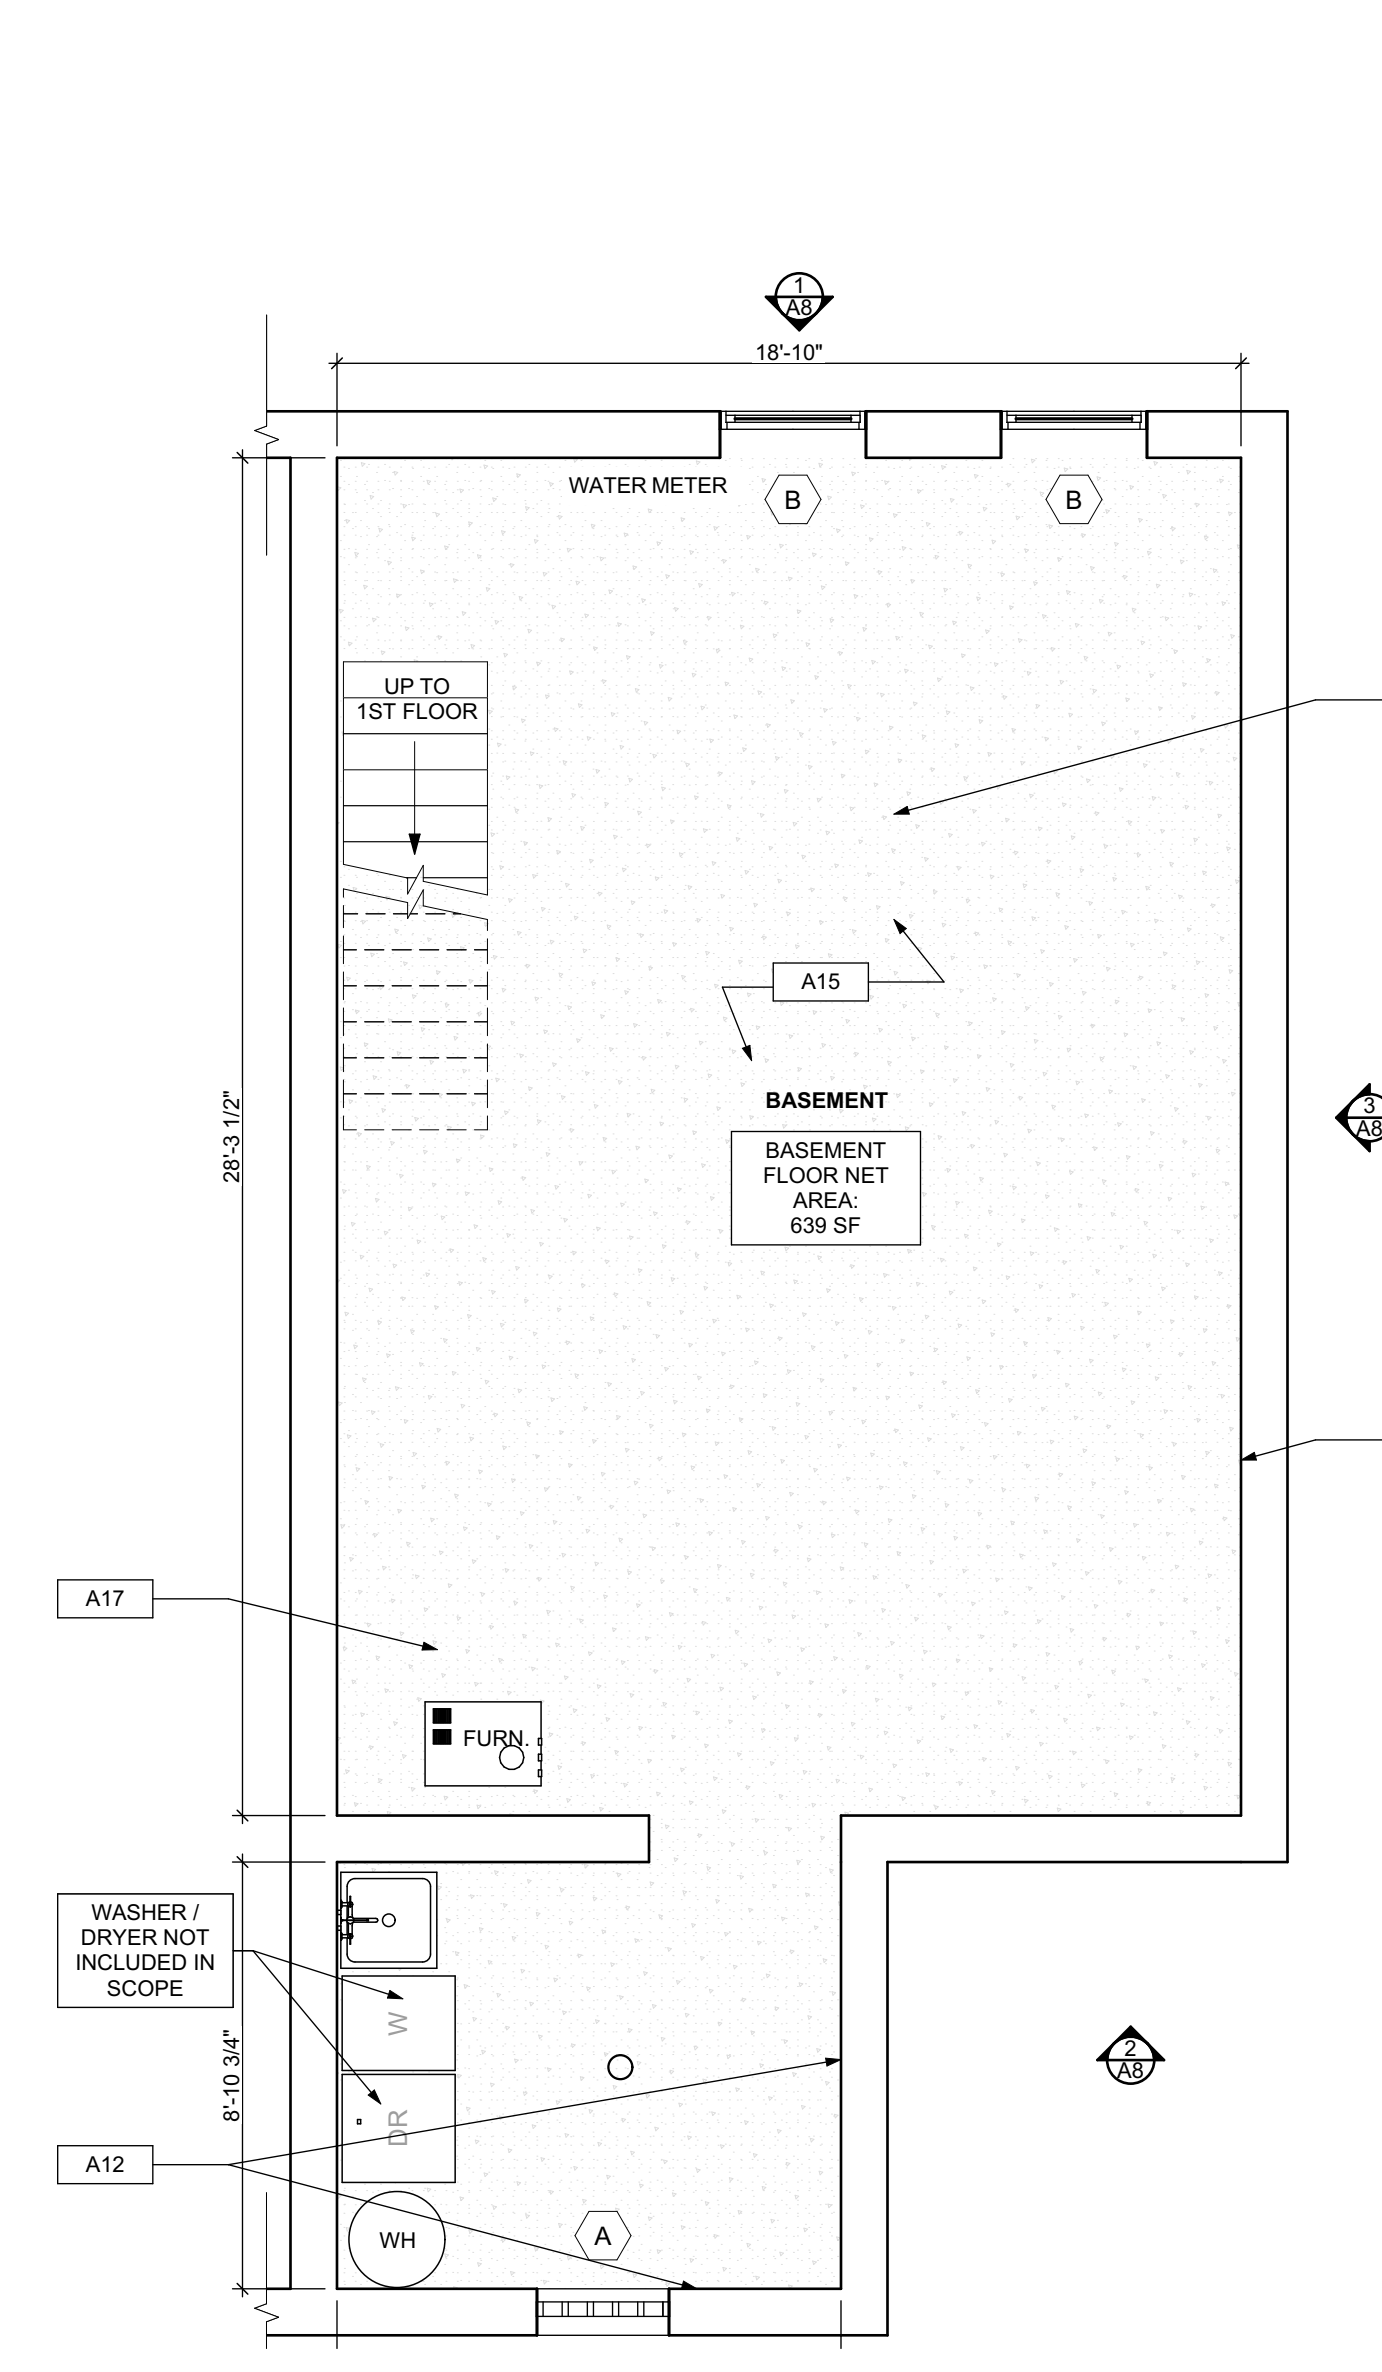 1
A8
18'-10"
WATER METER
B
B
UP TO
1ST FLOOR
A15
BASEMENT
3
A8
28'-3 1/2"
BASEMENT
FLOOR NET
AREA:
639 SF
A17
FURN.
WASHER /
DRYER NOT
INCLUDED IN
SCOPE
W
8'-10 3/4"
2
A8
DR
A12
WH
A